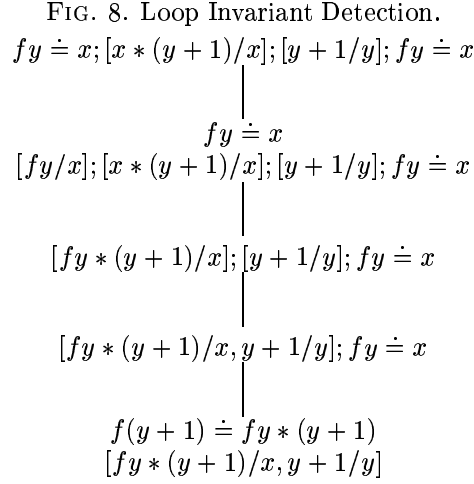 FIG. 8. Loop Invariant Detection.
fy ≐ x; [x ∗ (y + 1)/x]; [y + 1/y]; fy ≐ x
fy ≐ x
[fy/x]; [x ∗ (y + 1)/x]; [y + 1/y]; fy ≐ x
[fy ∗ (y + 1)/x]; [y + 1/y]; fy ≐ x
[fy ∗ (y + 1)/x, y + 1/y]; fy ≐ x
f(y + 1) ≐ fy ∗ (y + 1)
[fy ∗ (y + 1)/x, y + 1/y]